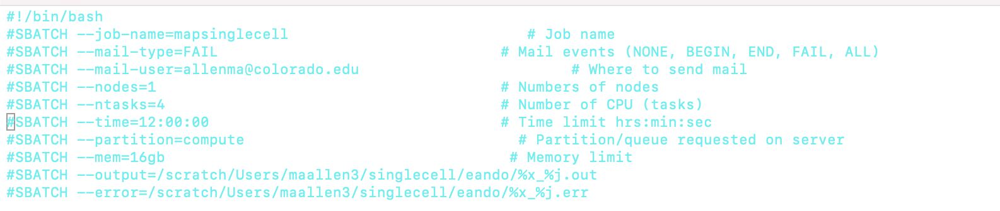 #!/bin/bash
#SBATCH --job-name=mapsinglecell                           # Job name
#SBATCH --mail-type=FAIL                                # Mail events (NONE, BEGIN, END, FAIL, ALL)
#SBATCH --mail-user=allenma@colorado.edu                        # Where to send mail
#SBATCH --nodes=1                                       # Numbers of nodes
#SBATCH --ntasks=4                                      # Number of CPU (tasks)
#SBATCH --time=12:00:00                                 # Time limit hrs:min:sec
#SBATCH --partition=compute                               # Partition/queue requested on server
#SBATCH --mem=16gb                                       # Memory limit
#SBATCH --output=/scratch/Users/maallen3/singlecell/eando/%x_%j.out
#SBATCH --error=/scratch/Users/maallen3/singlecell/eando/%x_%j.err